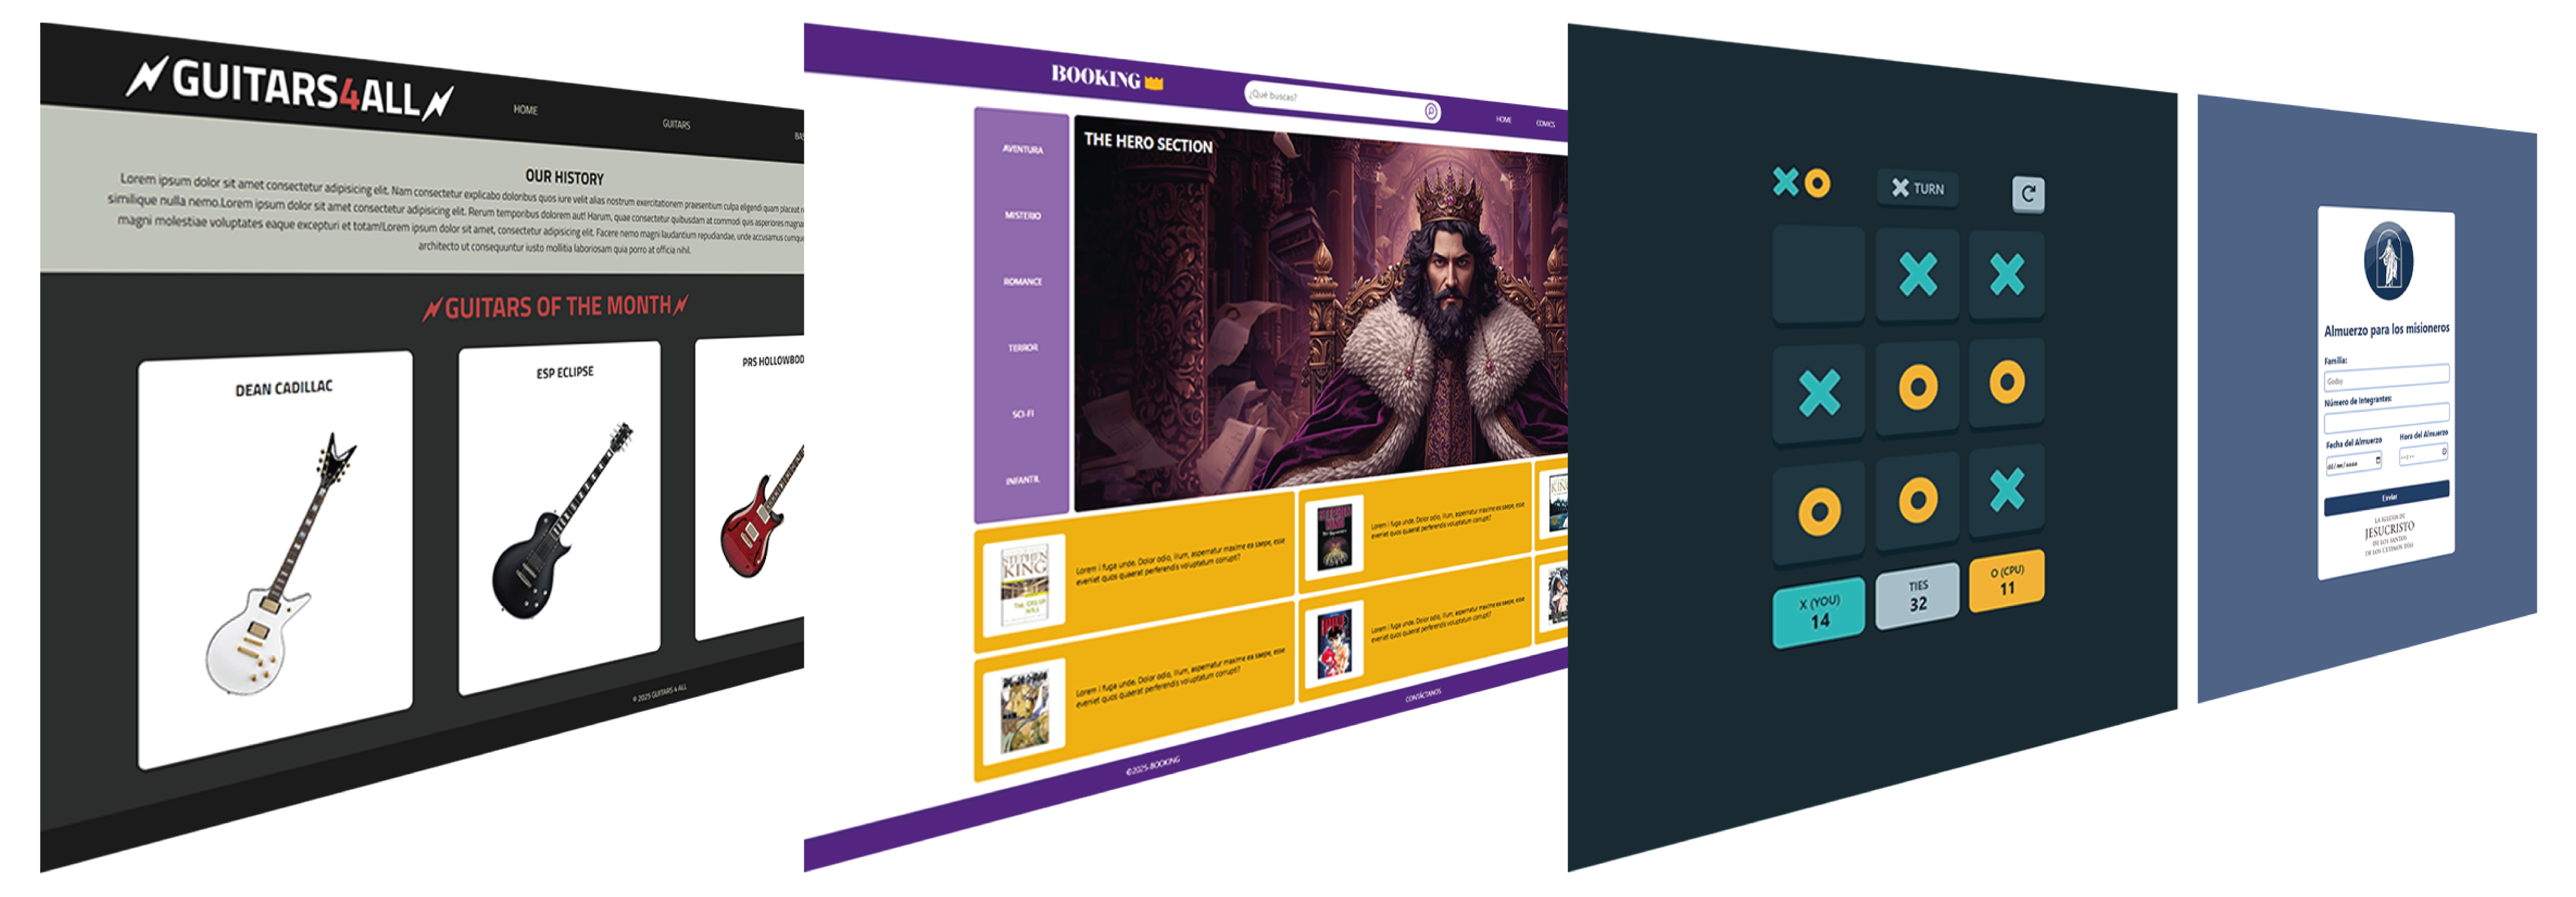 GUITARS4ALL
HOME
GUITARS
OUR HISTORY
Lorem ipsum dolor sit amet consectetur adipisicing elit. Nam consectetur explicabo doloribus quos iure velit alias nostrum exercitationem praesentium culpa eligendi quam placeat
similique nulla nemo.Lorem ipsum dolor sit amet consectetur adipisicing elit. Rerum temporibus dolorem aut! Harum, quae consectetur quibusdam at commodi quis asperiores
magni molestiae voluptates eaque excepturi et totam!Lorem ipsum dolor sit amet, consectetur adipisicing elit. Facere nemo magni laudantium repudiandae, unde accusamus
architecto ut consequuntur iusto mollitia laboriosam quia porro at officia nihil.
GUITARS OF THE MONTH
DEAN CADILLAC
ESP ECLIPSE
PRS HOLLOWBOD
© 2025 GUITARS 4 ALL
BOOKING
¿Qué buscas?
HOME
COMICS
AVENTURA
MISTERIO
ROMANCE
TERROR
SCI-FI
INFANTIL
THE HERO SECTION
STEPHEN
KING
Lorem i fuga unde. Dolor odio, illum, aspernatur maxime ea saepe, esse
eveniet quos quaerat perferendis voluptatum corrupti?
Lorem i fuga unde. Dolor odio, illum, aspernatur maxime ea saepe, esse
eveniet quos quaerat perferendis voluptatum corrupti?
Lorem i fuga unde. Dolor odio, illum, aspernatur maxime ea saepe, esse
eveniet quos quaerat perferendis voluptatum corrupti?
Lorem i fuga unde. Dolor odio, illum, aspernatur maxime ea saepe, esse
eveniet quos quaerat perferendis voluptatum corrupti?
©2025-BOOKING
CONTÁCTANOS
X TURN
X (YOU)
14
TIES
32
O (CPU)
11
Almuerzo para los misioneros
Familia:
Godoy
Número de Integrantes:
Fecha del Almuerzo
Hora del Almuerzo
dd/mm/aaaa
--:--
Enviar
LA IGLESIA DE
JESUCRISTO
DE LOS SANTOS
DE LOS ÚLTIMOS DÍAS